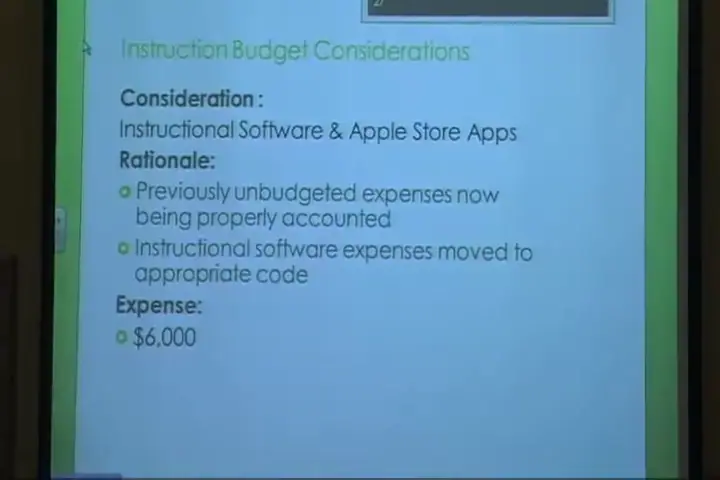 Instruction Budget Considerations
Consideration :
Instructional Software & Apple Store Apps
Rationale:
Previously unbudgeted expenses now
being properly accounted
Instructional software expenses moved to
appropriate code
Expense:
$6,000